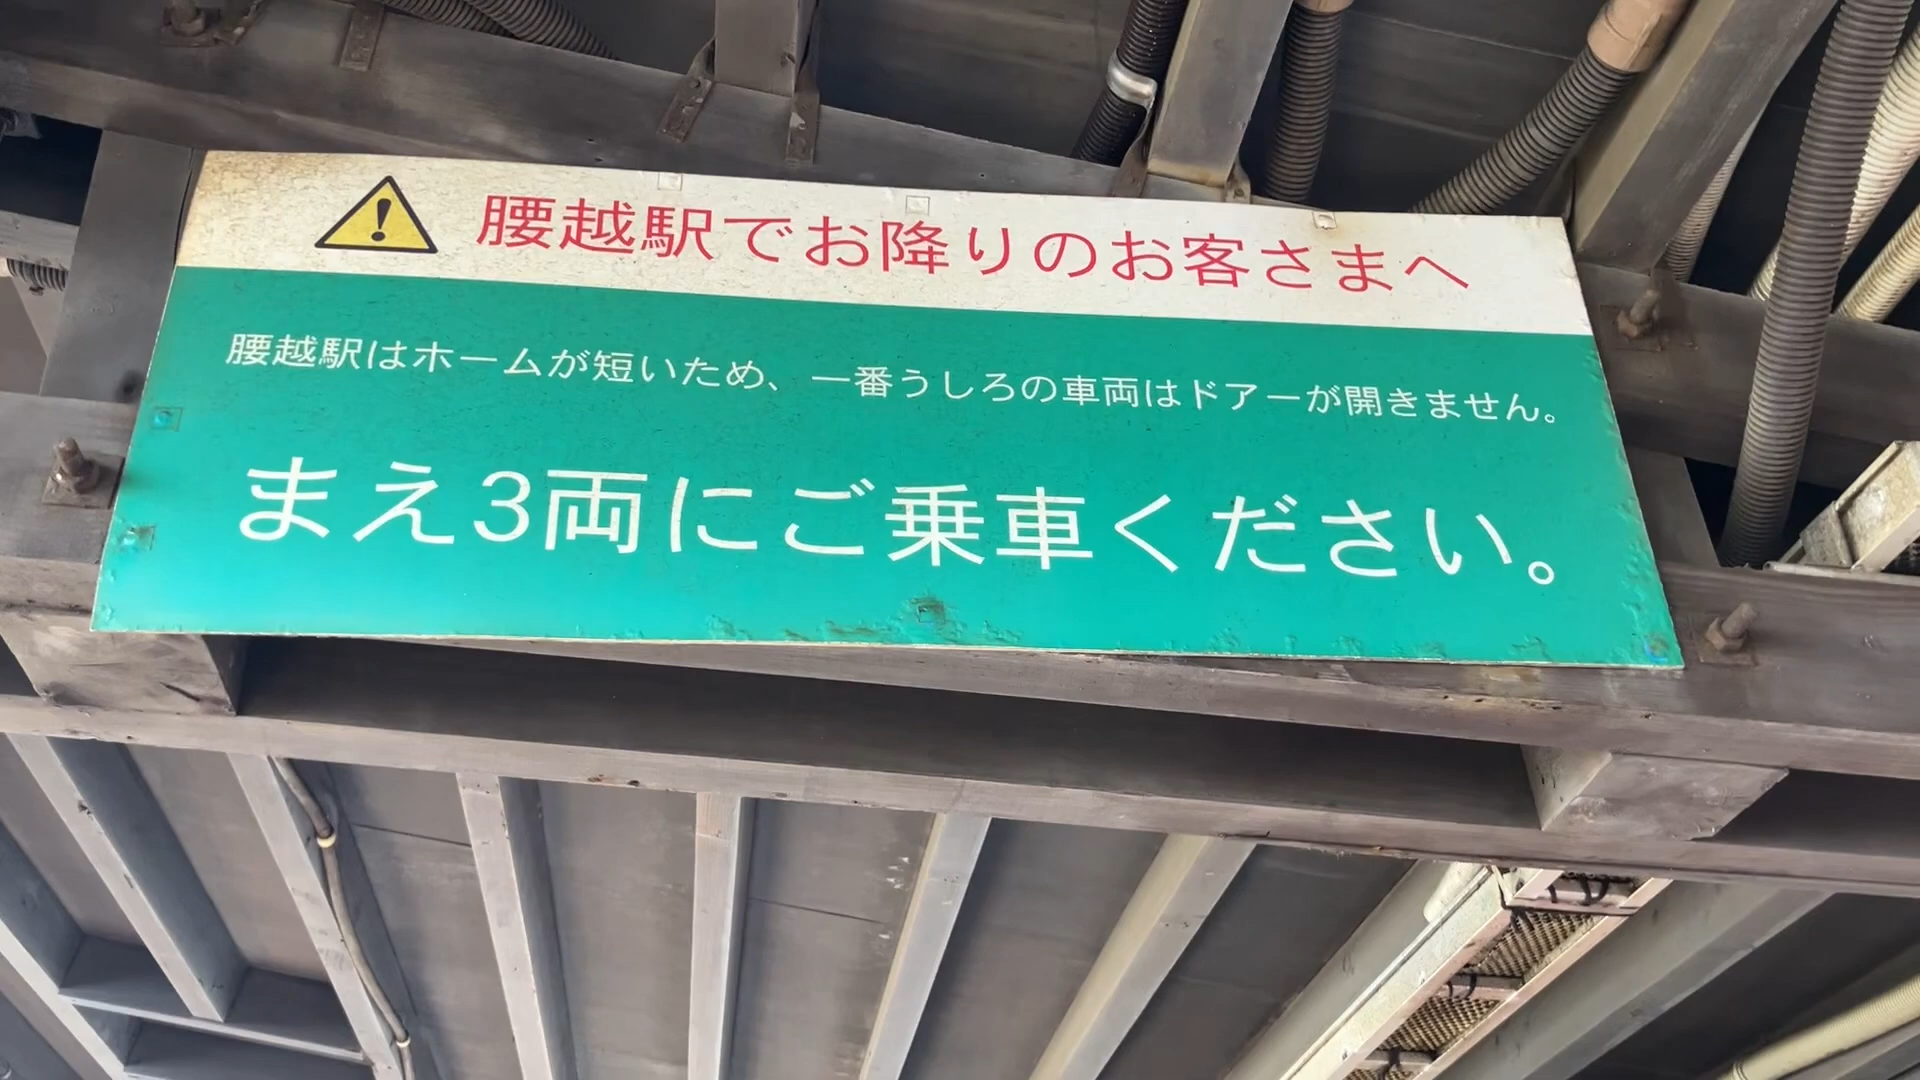 腰越駅でお降りのお客さまへ
腰越駅はホームが短いため、一番うしろの車両はドアーが開きません。
まえ3両にご乗車ください。